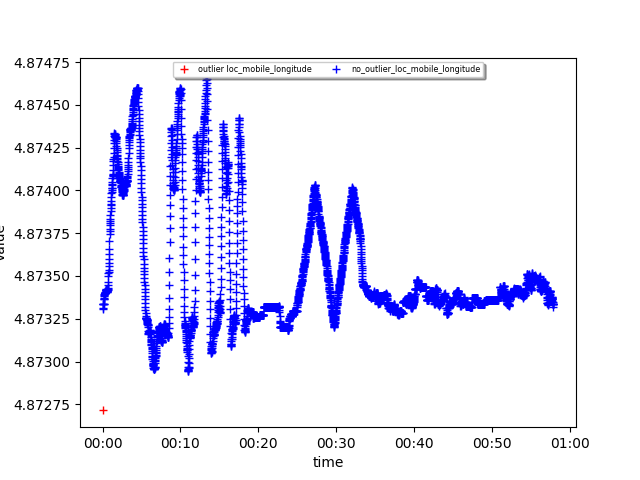 outlier loc_mobile_longitude
no_outlier_loc_mobile_longitude
4.87475
4.87450
4.87425
4.87400
4.87375
4.87350
4.87325
4.87300
4.87275
value
00:00 00:10 00:20 00:30 00:40 00:50 01:00
time